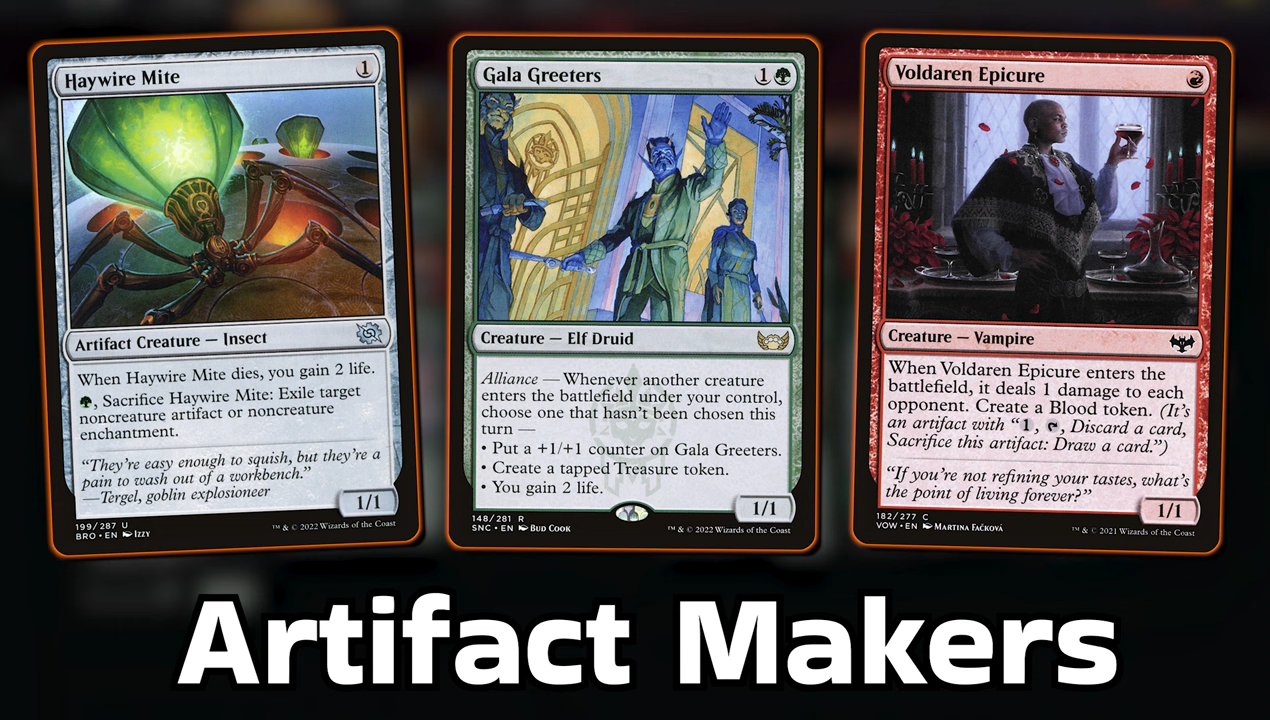 Haywire Mite 1
Artifact Creature — Insect
When Haywire Mite dies, you gain 2 life.
, Sacrifice Haywire Mite: Exile target
noncreature artifact or noncreature
enchantment.
“They’re easy enough to squish, but they’re a
pain to wash out of a workbench.”
—Tergel, goblin explosioneer
1/1
199/287 U
BRO • EN Izzy
™ & © 2022 Wizards of the Coast
Gala Greeters 1
Creature — Elf Druid
Alliance — Whenever another creature
enters the battlefield under your control,
choose one that hasn’t been chosen this
turn —
• Put a +1/+1 counter on Gala Greeters.
• Create a tapped Treasure token.
• You gain 2 life.
1/1
148/281 R
SNC • EN Bud Cook
™ & © 2022 Wizards of the Coast
Voldaren Epicure
Creature — Vampire
When Voldaren Epicure enters the
battlefield, it deals 1 damage to each
opponent. Create a Blood token. (It’s
an artifact with “1, , Discard a card,
Sacrifice this artifact: Draw a card.”)
“If you’re not refining your tastes, what’s
the point of living forever?”
1/1
182/277 C
VOW • EN Martina Fačková
™ & © 2021 Wizards of the Coast
Artifact Makers